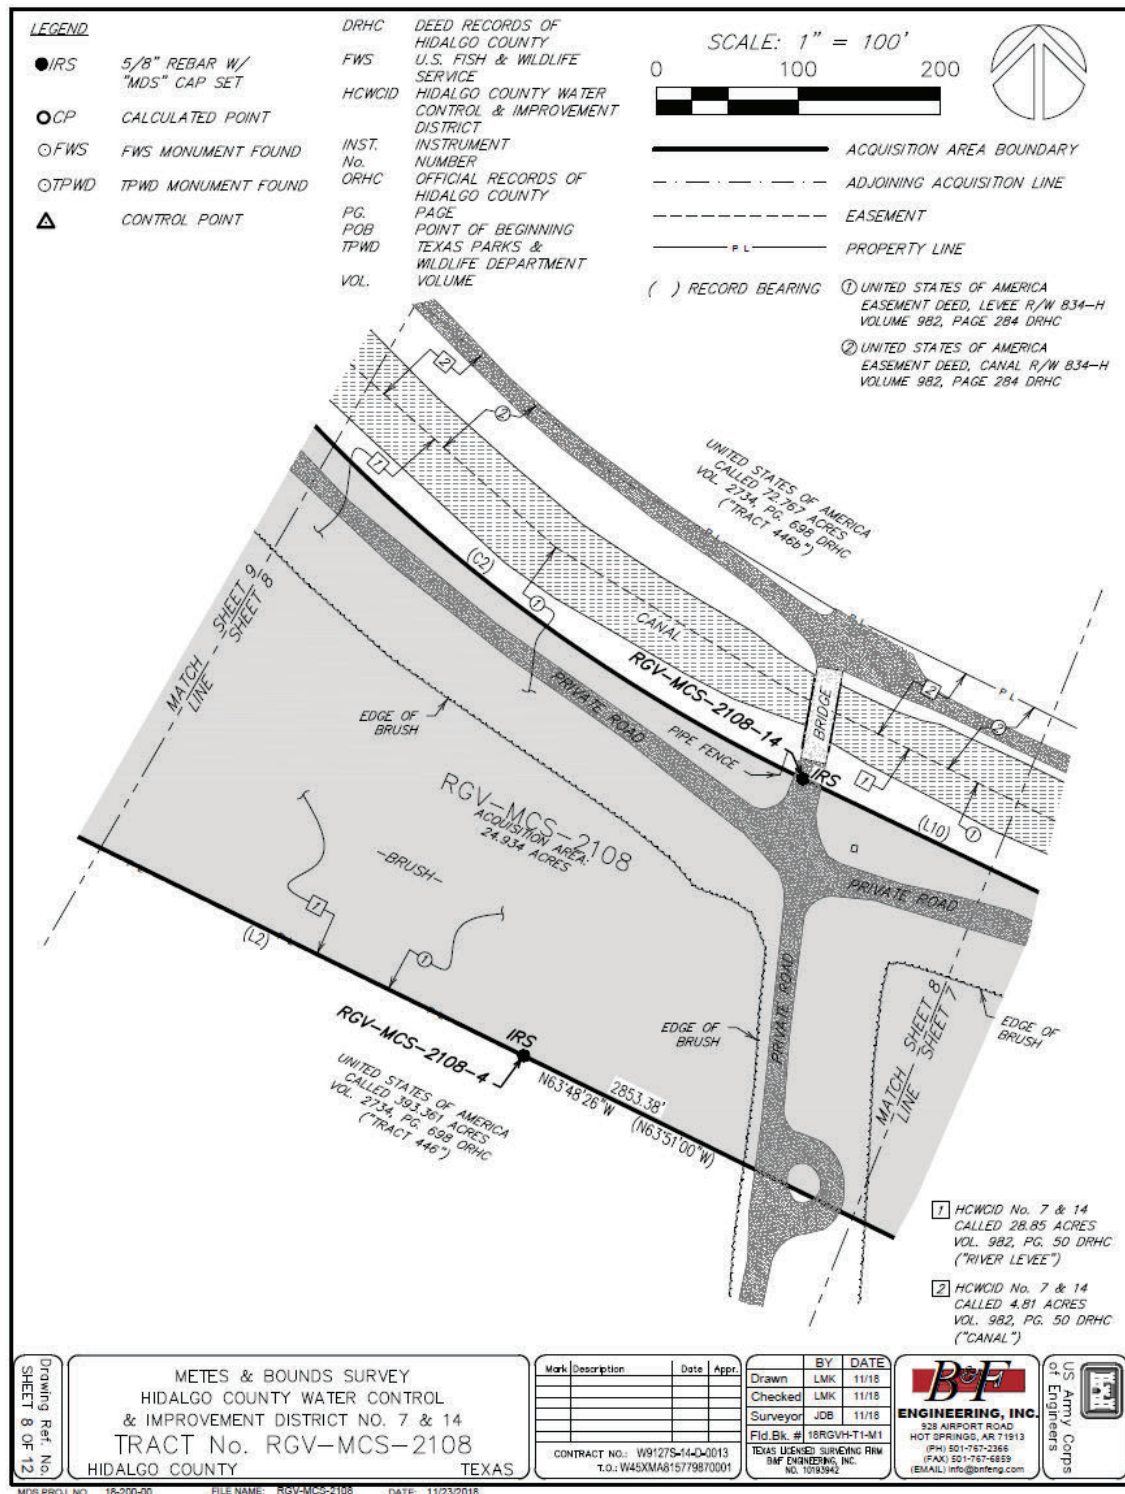 LEGEND
IRS 5/8" REBAR W/
"MDS" CAP SET
CP CALCULATED POINT
FWS FWS MONUMENT FOUND
TPWD TPWD MONUMENT FOUND
CONTROL POINT
DRHC DEED RECORDS OF
HIDALGO COUNTY
FWS U.S. FISH & WILDLIFE
SERVICE
HCWCID HIDALGO COUNTY WATER
CONTROL & IMPROVEMENT
DISTRICT
INST. INSTRUMENT
No. NUMBER
ORHC OFFICIAL RECORDS OF
HIDALGO COUNTY
PG. PAGE
POB POINT OF BEGINNING
TPWD TEXAS PARKS &
WILDLIFE DEPARTMENT
VOL. VOLUME
SCALE: 1" = 100'
0 100 200
ACQUISITION AREA BOUNDARY
ADJOINING ACQUISITION LINE
EASEMENT
P L PROPERTY LINE
( ) RECORD BEARING
1 UNITED STATES OF AMERICA
EASEMENT DEED, LEVEE R/W 834-H
VOLUME 982, PAGE 284 DRHC
2 UNITED STATES OF AMERICA
EASEMENT DEED, CANAL R/W 834-H
VOLUME 982, PAGE 284 DRHC
2
2
1
UNITED STATES OF AMERICA
CALLED 72.767 ACRES
VOL. 2734, PG. 698 DRHC
("TRACT 446b")
P L
P L
P L
(C2)
1
CANAL
MATCH LINE
SHEET 9
SHEET 8
RGV-MCS-2108-14
PRIVATE ROAD
PIPE FENCE
BRIDGE
IRS
2
2
1
1
(L10)
EDGE OF
BRUSH
RGV-MCS-2108
ACQUISITION AREA:
24.934 ACRES
-BRUSH-
1
1
(L2)
PRIVATE ROAD
PRIVATE ROAD
EDGE OF
BRUSH
EDGE OF
BRUSH
MATCH LINE
SHEET 8
SHEET 7
RGV-MCS-2108-4
IRS
UNITED STATES OF AMERICA
CALLED 393.361 ACRES
VOL. 2734, PG. 698 ORHC
("TRACT 446")
N63°48'26"W 2853.38'
(N63°51'00"W)
1 HCWCID No. 7 & 14
CALLED 28.85 ACRES
VOL. 982, PG. 50 DRHC
("RIVER LEVEE")
2 HCWCID No. 7 & 14
CALLED 4.81 ACRES
VOL. 982, PG. 50 DRHC
("CANAL")
Drawing Ref. No.
SHEET 8 OF 12
METES & BOUNDS SURVEY
HIDALGO COUNTY WATER CONTROL
& IMPROVEMENT DISTRICT NO. 7 & 14
TRACT No. RGV-MCS-2108
HIDALGO COUNTY TEXAS
Mark Description Date Appr.
CONTRACT NO.: W9127S-14-D-0013
T.O.: W45XMA815779870001
BY DATE
Drawn LMK 11/18
Checked LMK 11/18
Surveyor JDB 11/18
Fld.Bk. # 18RGVH-T1-M1
TEXAS LICENSED SURVEYING FIRM
B&F ENGINEERING, INC.
NO. 10193942
B&F
ENGINEERING, INC.
928 AIRPORT ROAD
HOT SPRINGS, AR 71913
(PH) 501-767-2366
(FAX) 501-767-6859
(EMAIL) info@bnfeng.com
US Army Corps
of Engineers
MDS PROJ. NO. 18-200-00 FILE NAME: RGV-MCS-2108 DATE: 11/23/2018